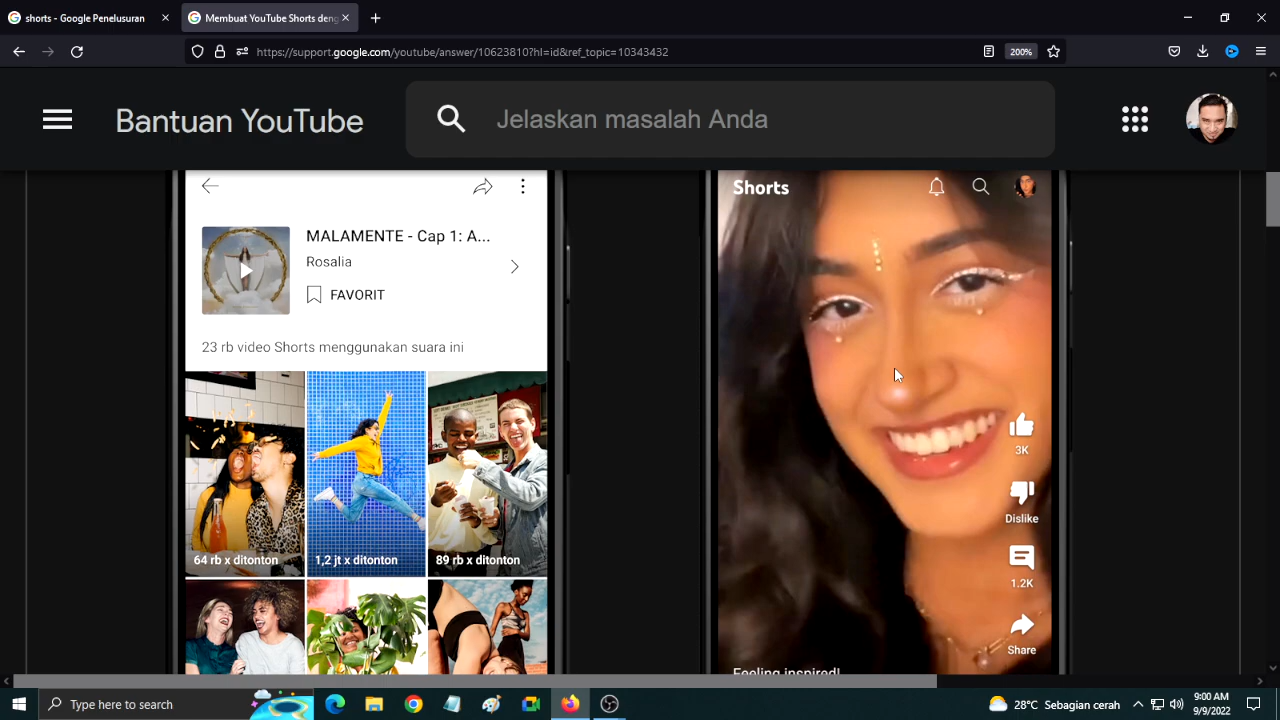 shorts - Google Penelusuran
Membuat YouTube Shorts deng
https://support.google.com/youtube/answer/10623810?hl=id&ref_topic=10343432
200%
Bantuan YouTube
Jelaskan masalah Anda
MALAMENTE - Cap 1: A...
Rosalia
FAVORIT
23 rb video Shorts menggunakan suara ini
64 rb x ditonton
1,2 jt x ditonton
89 rb x ditonton
Shorts
3K
Dislike
1.2K
Share
Feeling inspired!
Type here to search
28°C Sebagian cerah
9:00 AM
9/9/2022